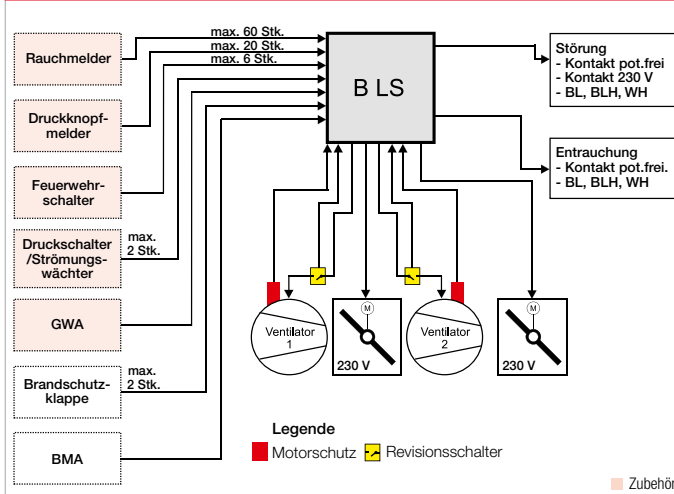 max. 60 Stk.
max. 20 Stk.
max. 6 Stk.
Rauchmelder
Druckknopf-
melder
Feuerwehr-
schalter
Druckschalter
/Strömungs-
wächter
max.
2 Stk.
GWA
Brandschutz-
klappe
max.
2 Stk.
BMA
B LS
Störung
- Kontakt pot.frei
- Kontakt 230 V
- BL, BLH, WH
Entrauchung
- Kontakt pot.frei.
- BL, BLH, WH
Ventilator
1
M
230 V
Ventilator
2
M
230 V
Legende
Motorschutz
Revisionsschalter
Zubehör